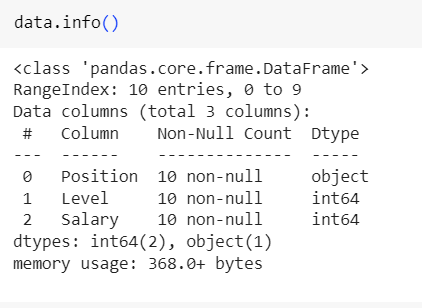 data.info()
<class 'pandas.core.frame.DataFrame'>
RangeIndex: 10 entries, 0 to 9
Data columns (total 3 columns):
 #   Column    Non-Null Count  Dtype
---  ------    --------------  -----
 0   Position  10 non-null     object
 1   Level     10 non-null     int64
 2   Salary    10 non-null     int64
dtypes: int64(2), object(1)
memory usage: 368.0+ bytes